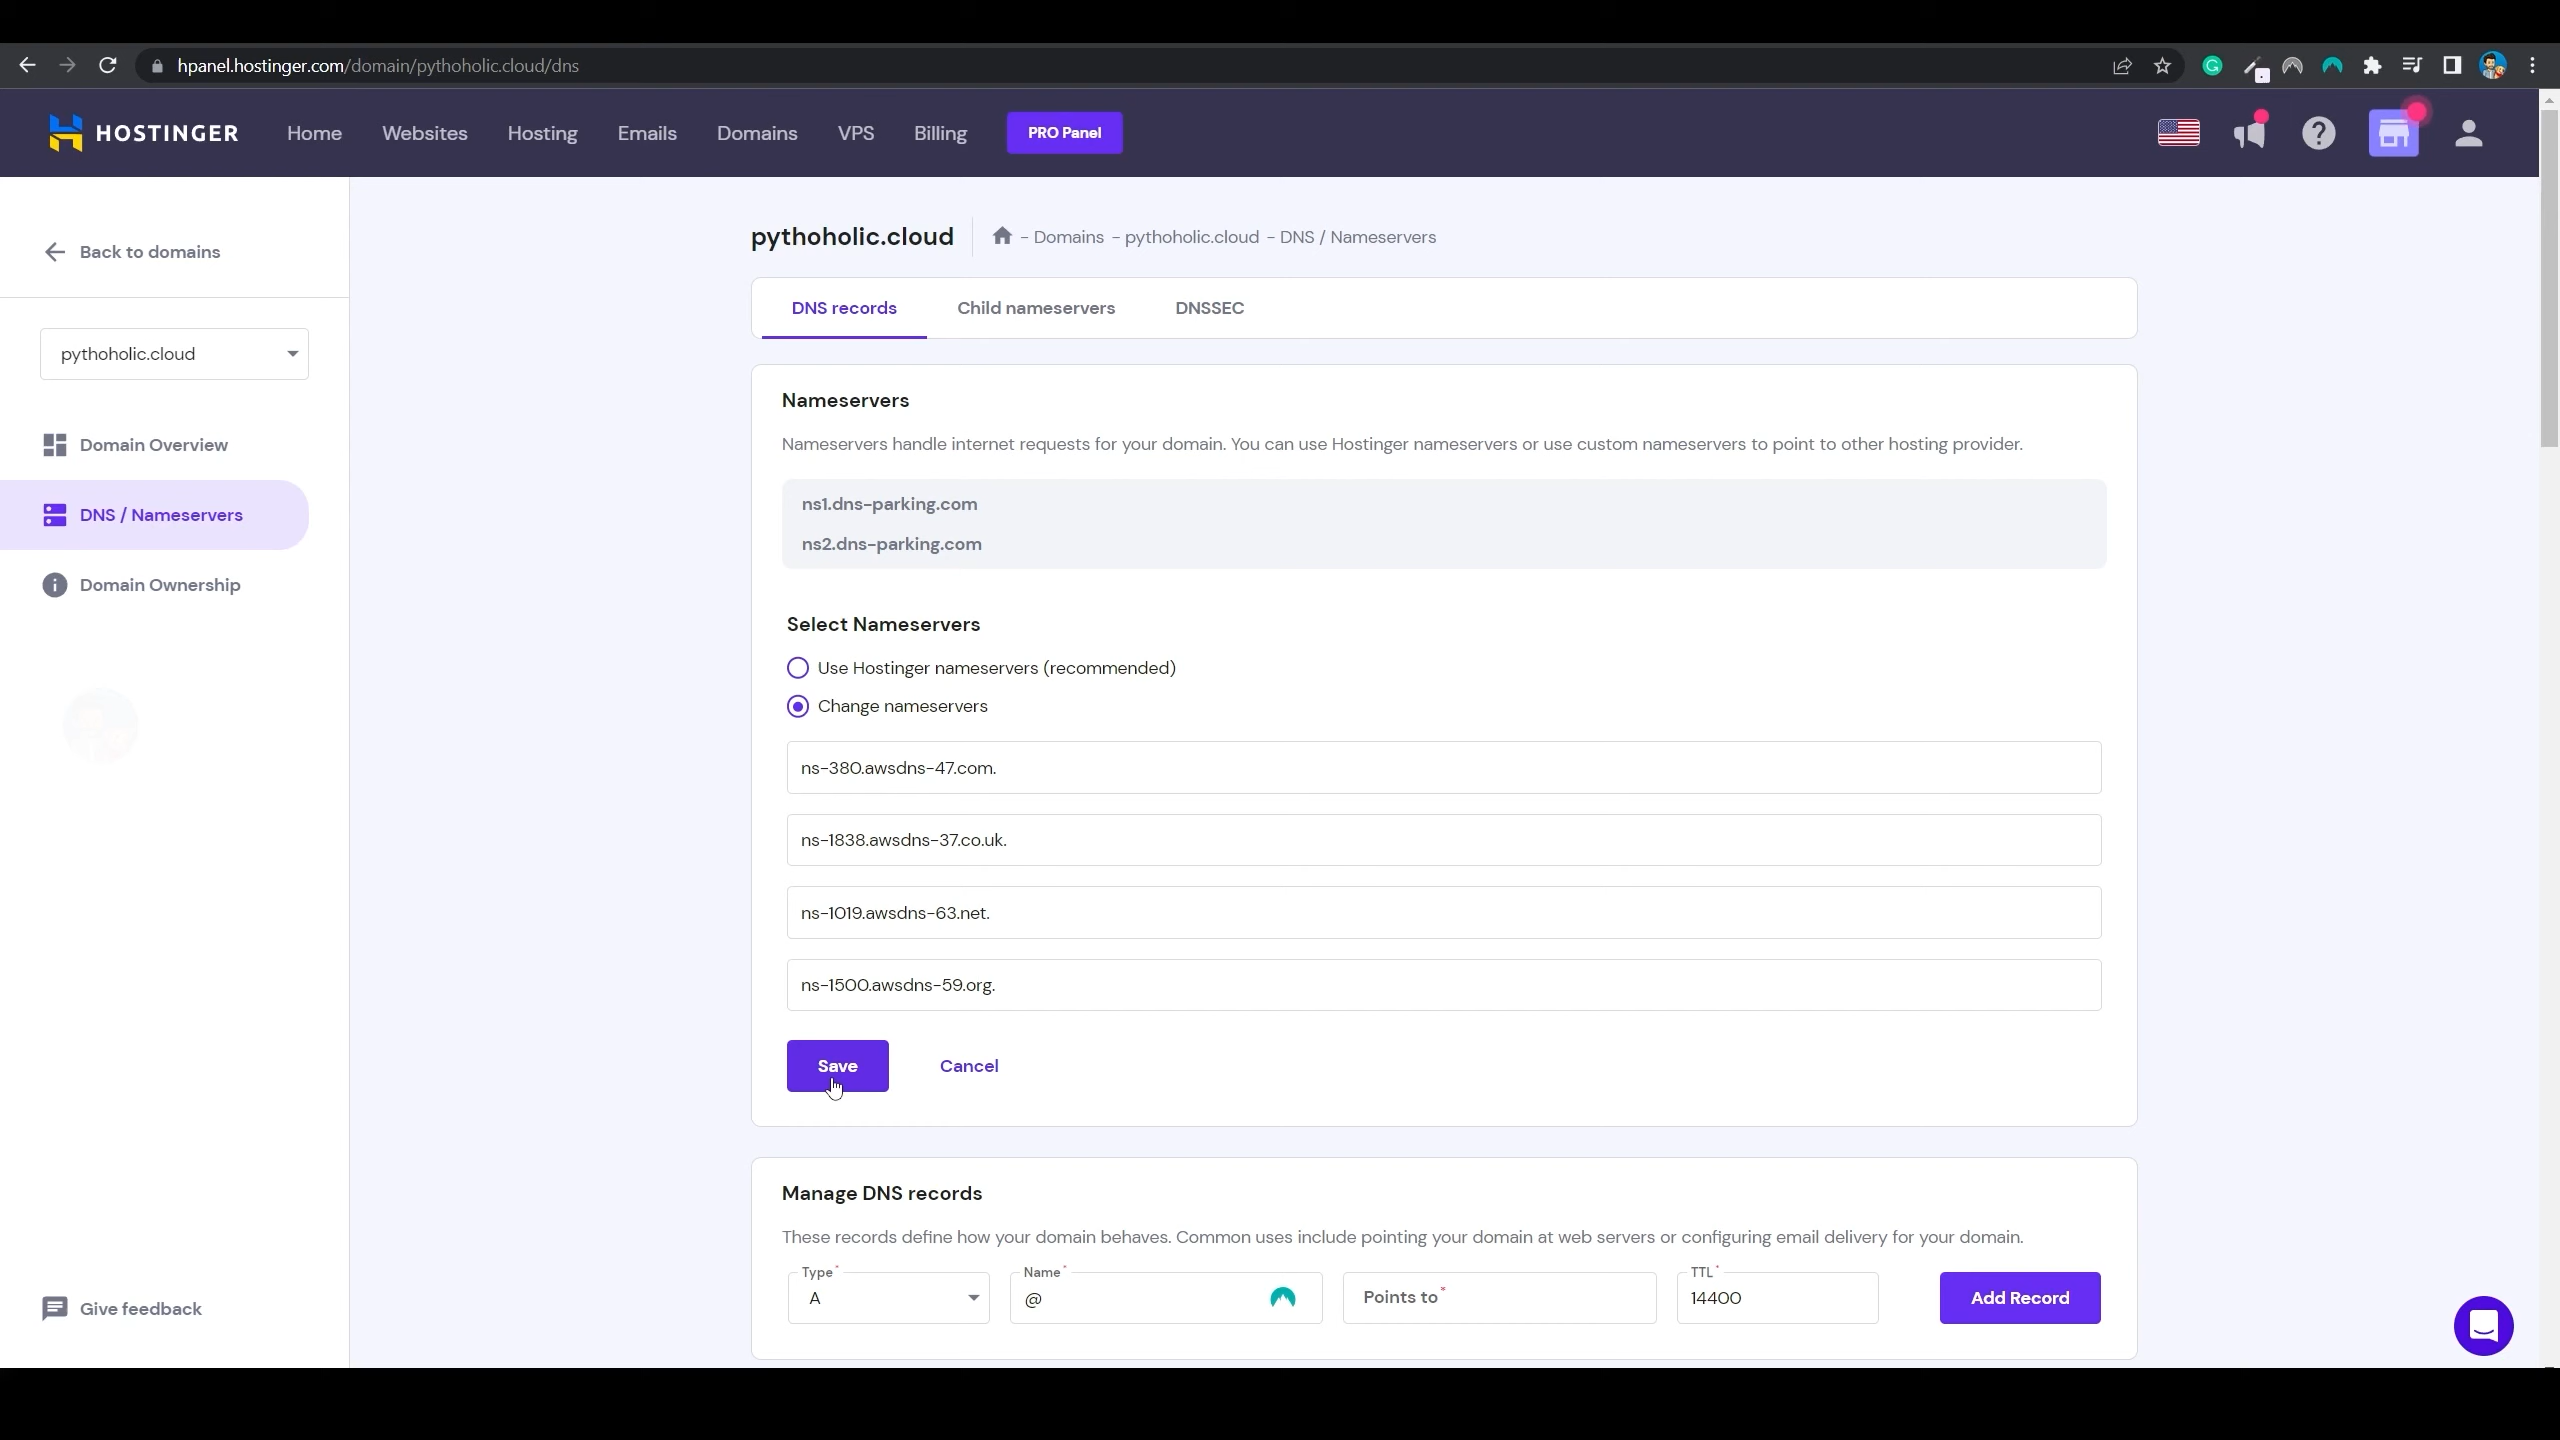 hpanel.hostinger.com/domain/pythoholic.cloud/dns
HOSTINGER
Home
Websites
Hosting
Emails
Domains
VPS
Billing
PRO Panel
Back to domains
pythoholic.cloud
Domain Overview
DNS / Nameservers
Domain Ownership
Give feedback
pythoholic.cloud
- Domains - pythoholic.cloud - DNS / Nameservers
DNS records
Child nameservers
DNSSEC
Nameservers
Nameservers handle internet requests for your domain. You can use Hostinger nameservers or use custom nameservers to point to other hosting provider.
ns1.dns-parking.com
ns2.dns-parking.com
Select Nameservers
Use Hostinger nameservers (recommended)
Change nameservers
ns-380.awsdns-47.com.
ns-1838.awsdns-37.co.uk.
ns-1019.awsdns-63.net.
ns-1500.awsdns-59.org.
Save
Cancel
Manage DNS records
These records define how your domain behaves. Common uses include pointing your domain at web servers or configuring email delivery for your domain.
Type*
A
Name*
@
Points to*
TTL*
14400
Add Record